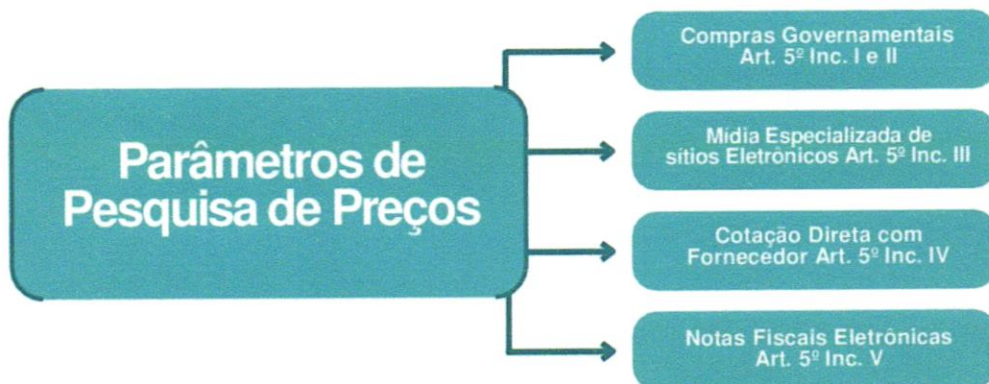 Parâmetros de
Pesquisa de Preços
Compras Governamentais
Art. 5º Inc. I e II
Mídia Especializada de
sítios Eletrônicos Art. 5º Inc. III
Cotação Direta com
Fornecedor Art. 5º Inc. IV
Notas Fiscais Eletrônicas
Art. 5º Inc. V